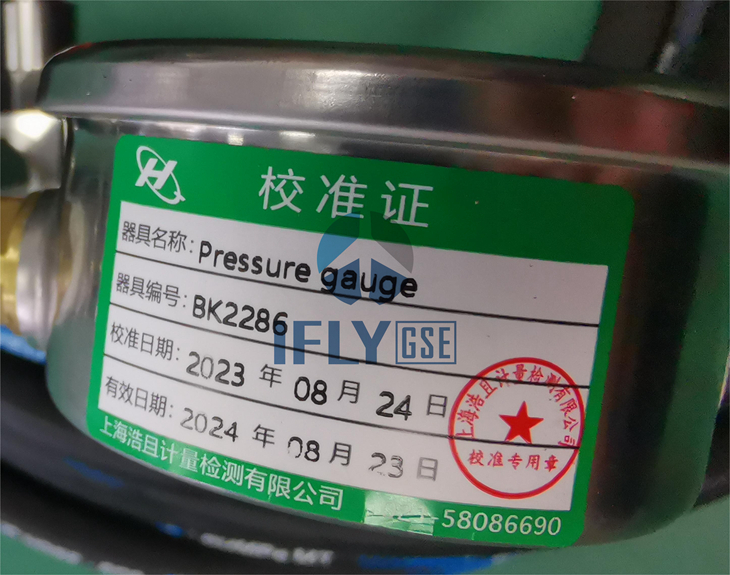 H
校准证
器具名称：Pressure gauge
器具编号：BK2286
校准日期：2023 年 08 月 24 日
有效日期：2024 年 08 月 23 日
上海浩且计量检测有限公司
58086690
上海浩且计量检测有限公司
校准专用章
IFLY GSE